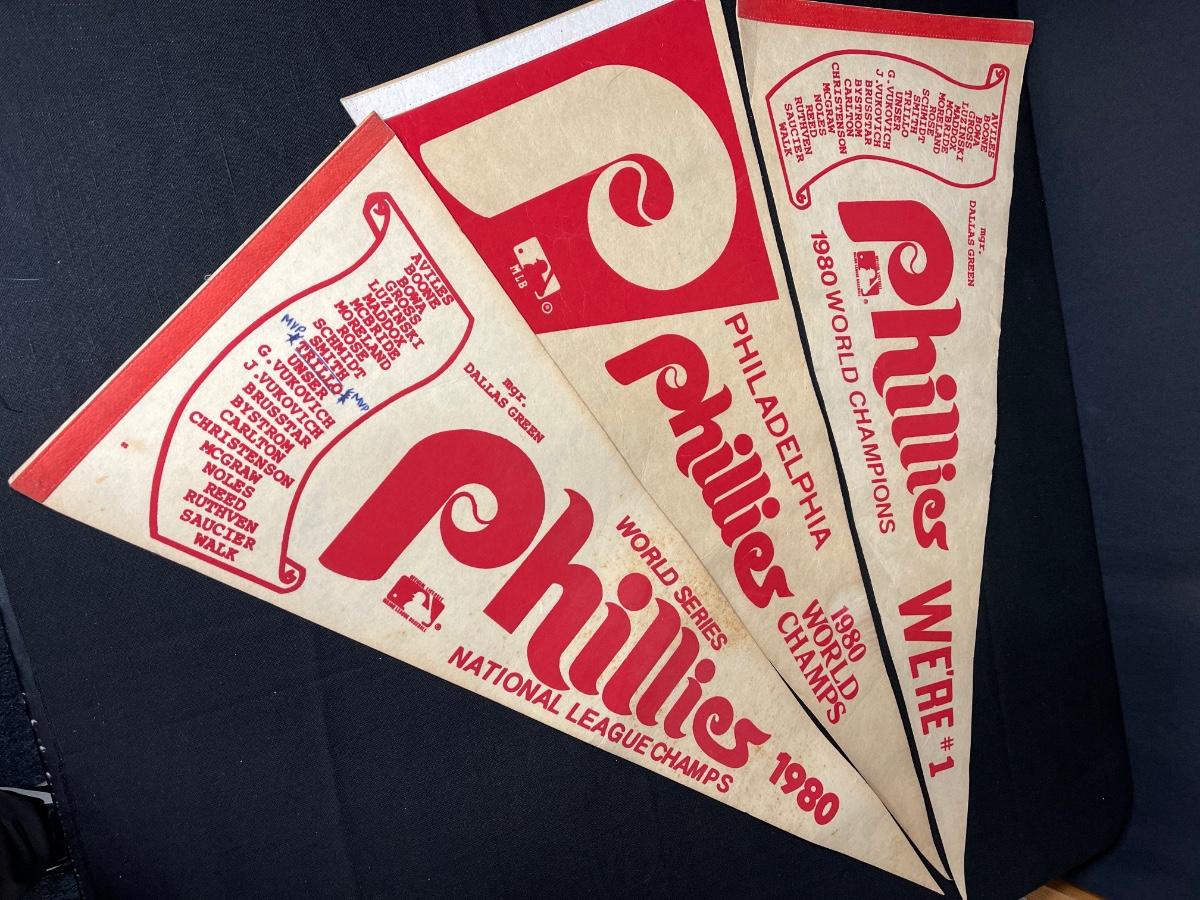 AVILES
BOONE
BOWA
GROSS
LUZINSKI
MADDOX
MCBRIDE
MORELAND
ROSE
SCHMIDT
SMITH
MVP * TRILLO * MVP
UNSER
G. VUKOVICH
J. VUKOVICH
BRUSSTAR
BYSTROM
CARLTON
CHRISTENSON
MCGRAW
NOLES
REED
RUTHVEN
SAUCIER
WALK
mgr.
DALLAS GREEN
Phillies
WORLD SERIES
NATIONAL LEAGUE CHAMPS
1980
P
MLB
®
PHILADELPHIA
Phillies
1980
WORLD
CHAMPS
AVILES
BOONE
BOWA
GROSS
LUZINSKI
MADDOX
MCBRIDE
MORELAND
ROSE
SCHMIDT
SMITH
TRILLO
UNSER
G. VUKOVICH
J. VUKOVICH
BRUSSTAR
BYSTROM
CARLTON
CHRISTENSON
MCGRAW
NOLES
REED
RUTHVEN
SAUCIER
WALK
mgr.
DALLAS GREEN
Phillies
1980 WORLD CHAMPIONS
WE'RE #1